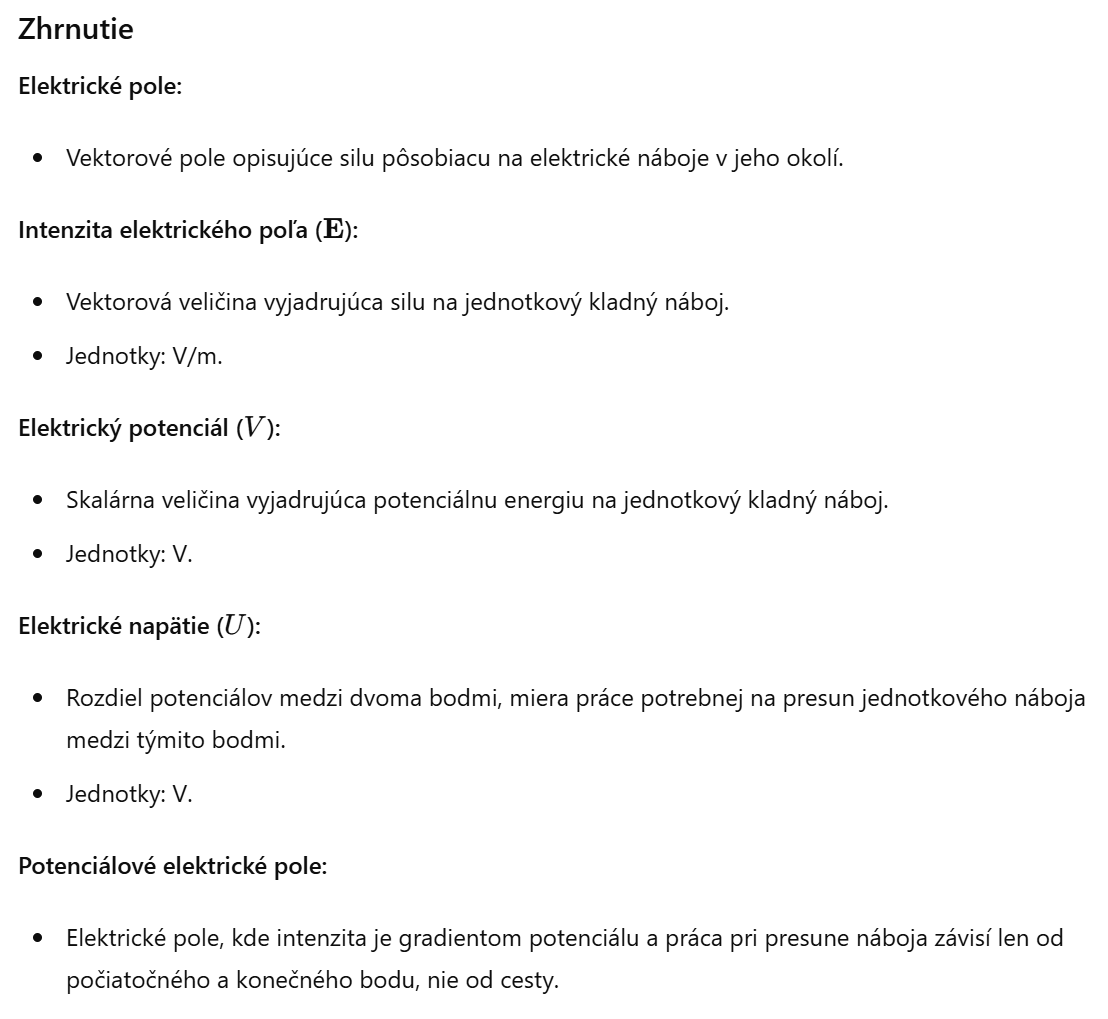 Zhrnutie
Elektrické pole:
• Vektorové pole opisujúce silu pôsobiacu na elektrické náboje v jeho okolí.
Intenzita elektrického poľa (E):
• Vektorová veličina vyjadrujúca silu na jednotkový kladný náboj.
• Jednotky: V/m.
Elektrický potenciál (V):
• Skalárna veličina vyjadrujúca potenciálnu energiu na jednotkový kladný náboj.
• Jednotky: V.
Elektrické napätie (U):
• Rozdiel potenciálov medzi dvoma bodmi, miera práce potrebnej na presun jednotkového náboja
medzi týmito bodmi.
• Jednotky: V.
Potenciálové elektrické pole:
• Elektrické pole, kde intenzita je gradientom potenciálu a práca pri presune náboja závisí len od
počiatočného a konečného bodu, nie od cesty.